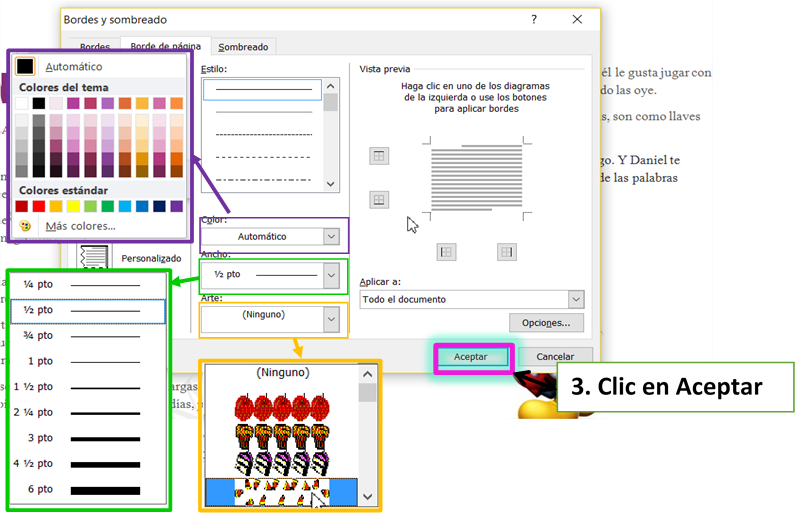 Bordes y sombreado
?
Bordes
Borde de página
Sombreado
Automático
Colores del tema
Colores estándar
Más colores...
Estilo:
Color:
Automático
Ancho:
½ pto
Arte:
(Ninguno)
Personalizado
Vista previa
Haga clic en uno de los diagramas
de la izquierda o use los botones
para aplicar bordes
Aplicar a:
Todo el documento
Opciones...
Aceptar
Cancelar
3. Clic en Aceptar
¼ pto
½ pto
¾ pto
1 pto
1 ½ pto
2 ¼ pto
3 pto
4 ½ pto
6 pto
(Ninguno)
él le gusta jugar con
do las oye.
s, son como llaves
go. Y Daniel te
de las palabras
argas
días,